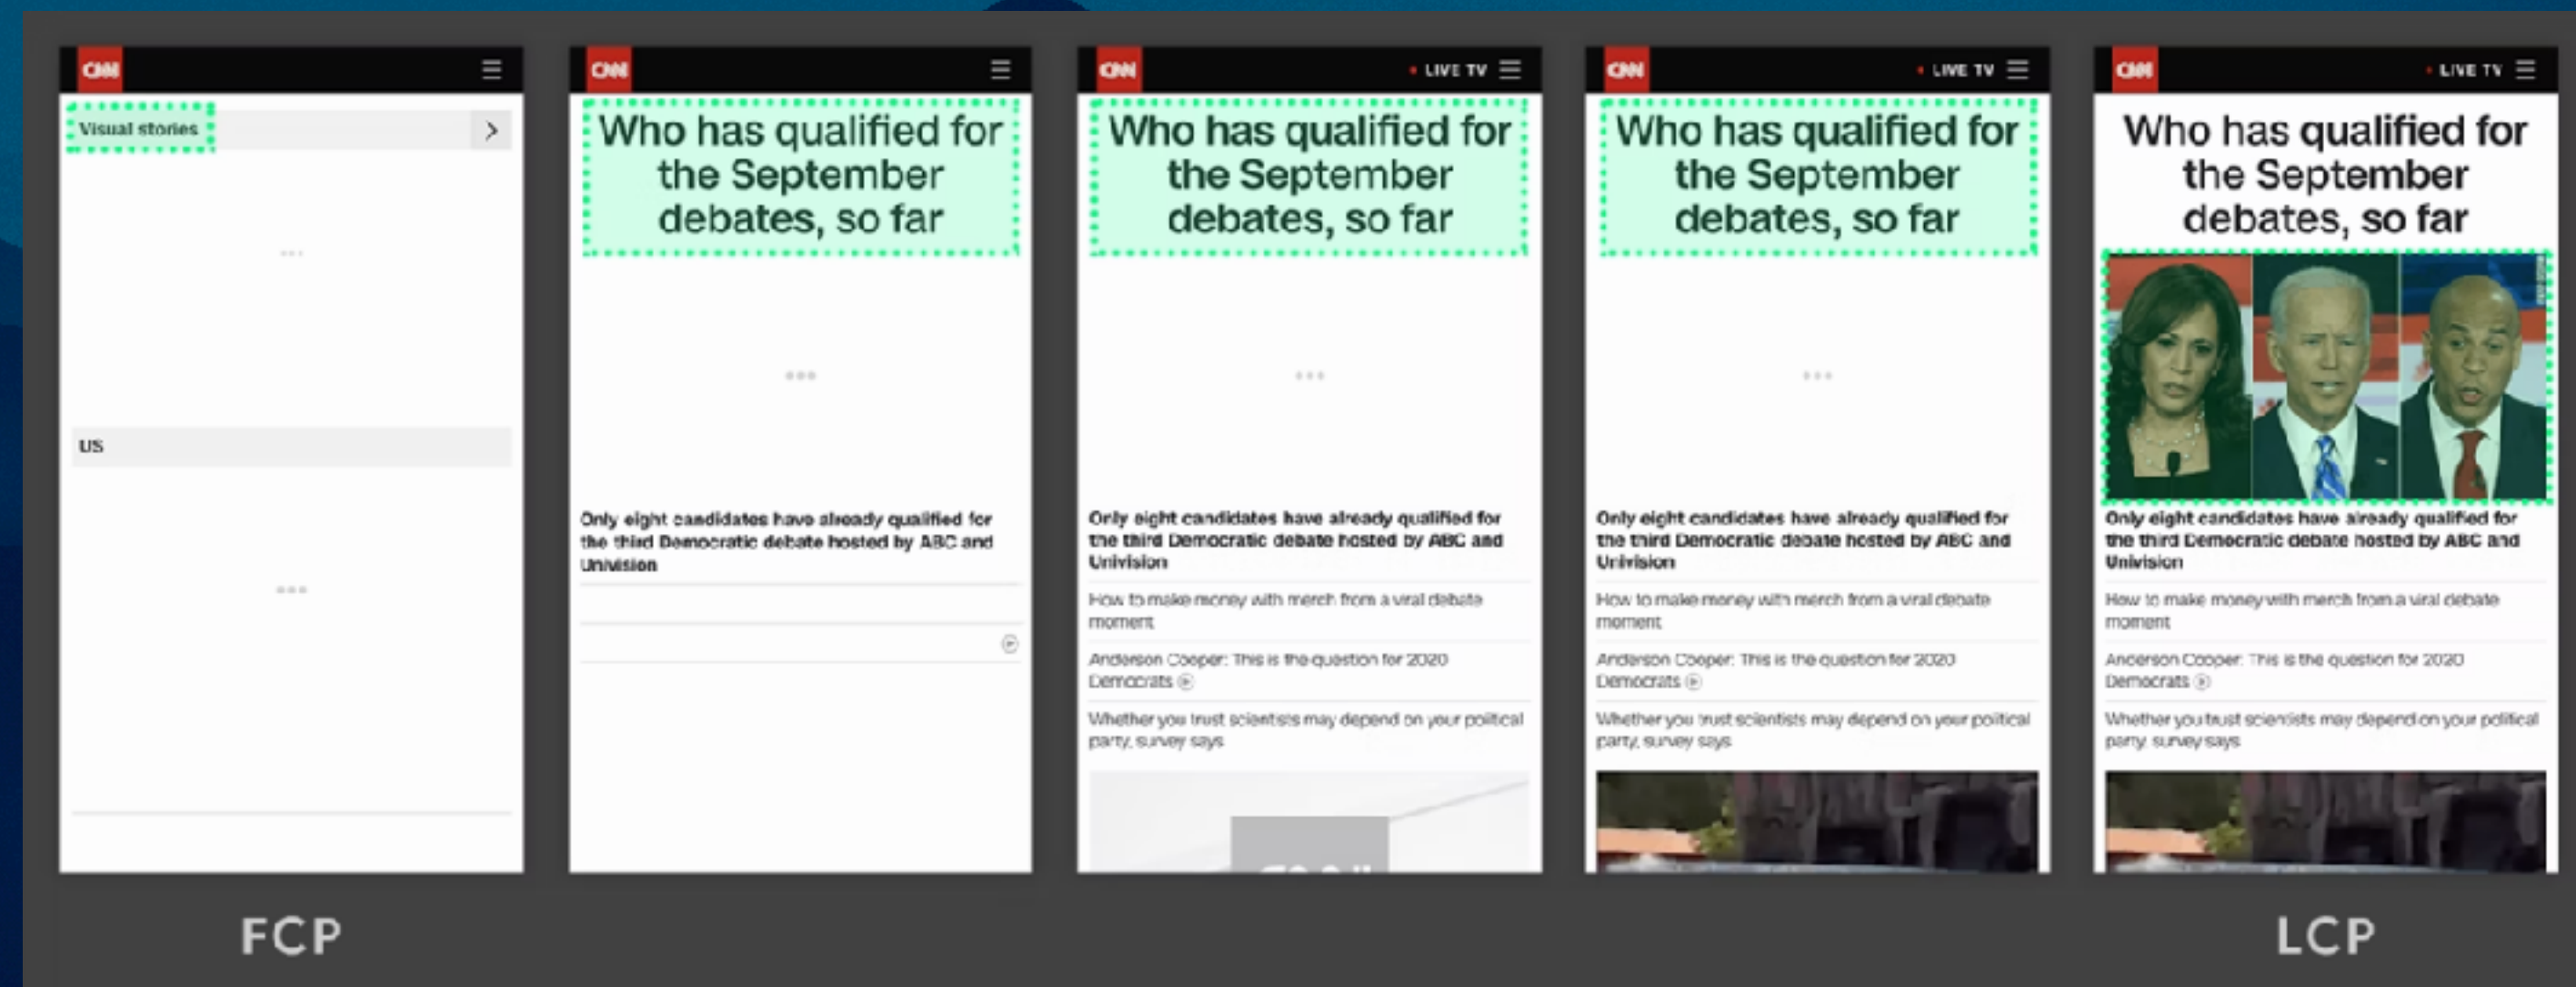 CNN
Visual stories
US
FCP
CNN
Who has qualified for
the September
debates, so far
Only eight candidates have already qualified for
the third Democratic debate hosted by ABC and
Univision
CNN
LIVE TV
Who has qualified for
the September
debates, so far
Only eight candidates have already qualified for
the third Democratic debate hosted by ABC and
Univision
How to make money with merch from a viral debate
moment
Anderson Cooper: This is the question for 2020
Democrats
Whether you trust scientists may depend on your political
party, survey says
CNN
LIVE TV
Who has qualified for
the September
debates, so far
Only eight candidates have already qualified for
the third Democratic debate hosted by ABC and
Univision
How to make money with merch from a viral debate
moment
Anderson Cooper: This is the question for 2020
Democrats
Whether you trust scientists may depend on your political
party, survey says
CNN
LIVE TV
Who has qualified for
the September
debates, so far
Only eight candidates have already qualified for
the third Democratic debate hosted by ABC and
Univision
How to make money with merch from a viral debate
moment
Anderson Cooper: This is the question for 2020
Democrats
Whether you trust scientists may depend on your political
party, survey says
LCP